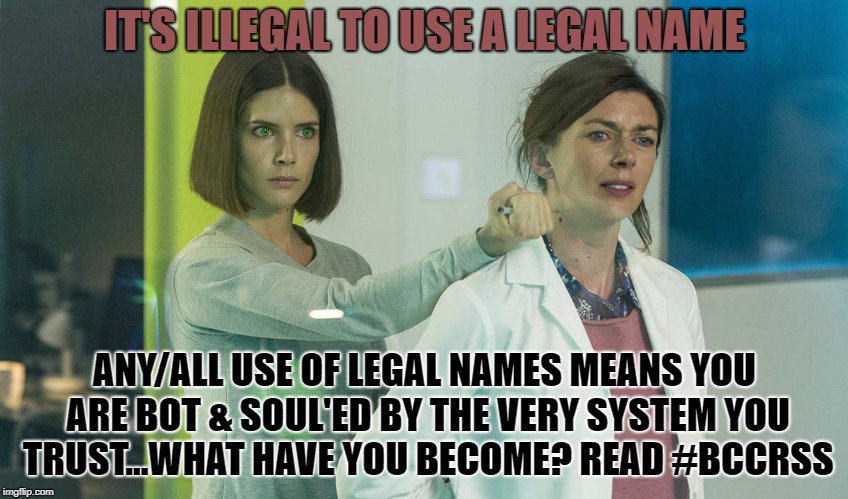 IT'S ILLEGAL TO USE A LEGAL NAME
ANY/ALL USE OF LEGAL NAMES MEANS YOU
ARE BOT & SOUL'ED BY THE VERY SYSTEM YOU
TRUST...WHAT HAVE YOU BECOME? READ #BCCRSS
imgflip.com